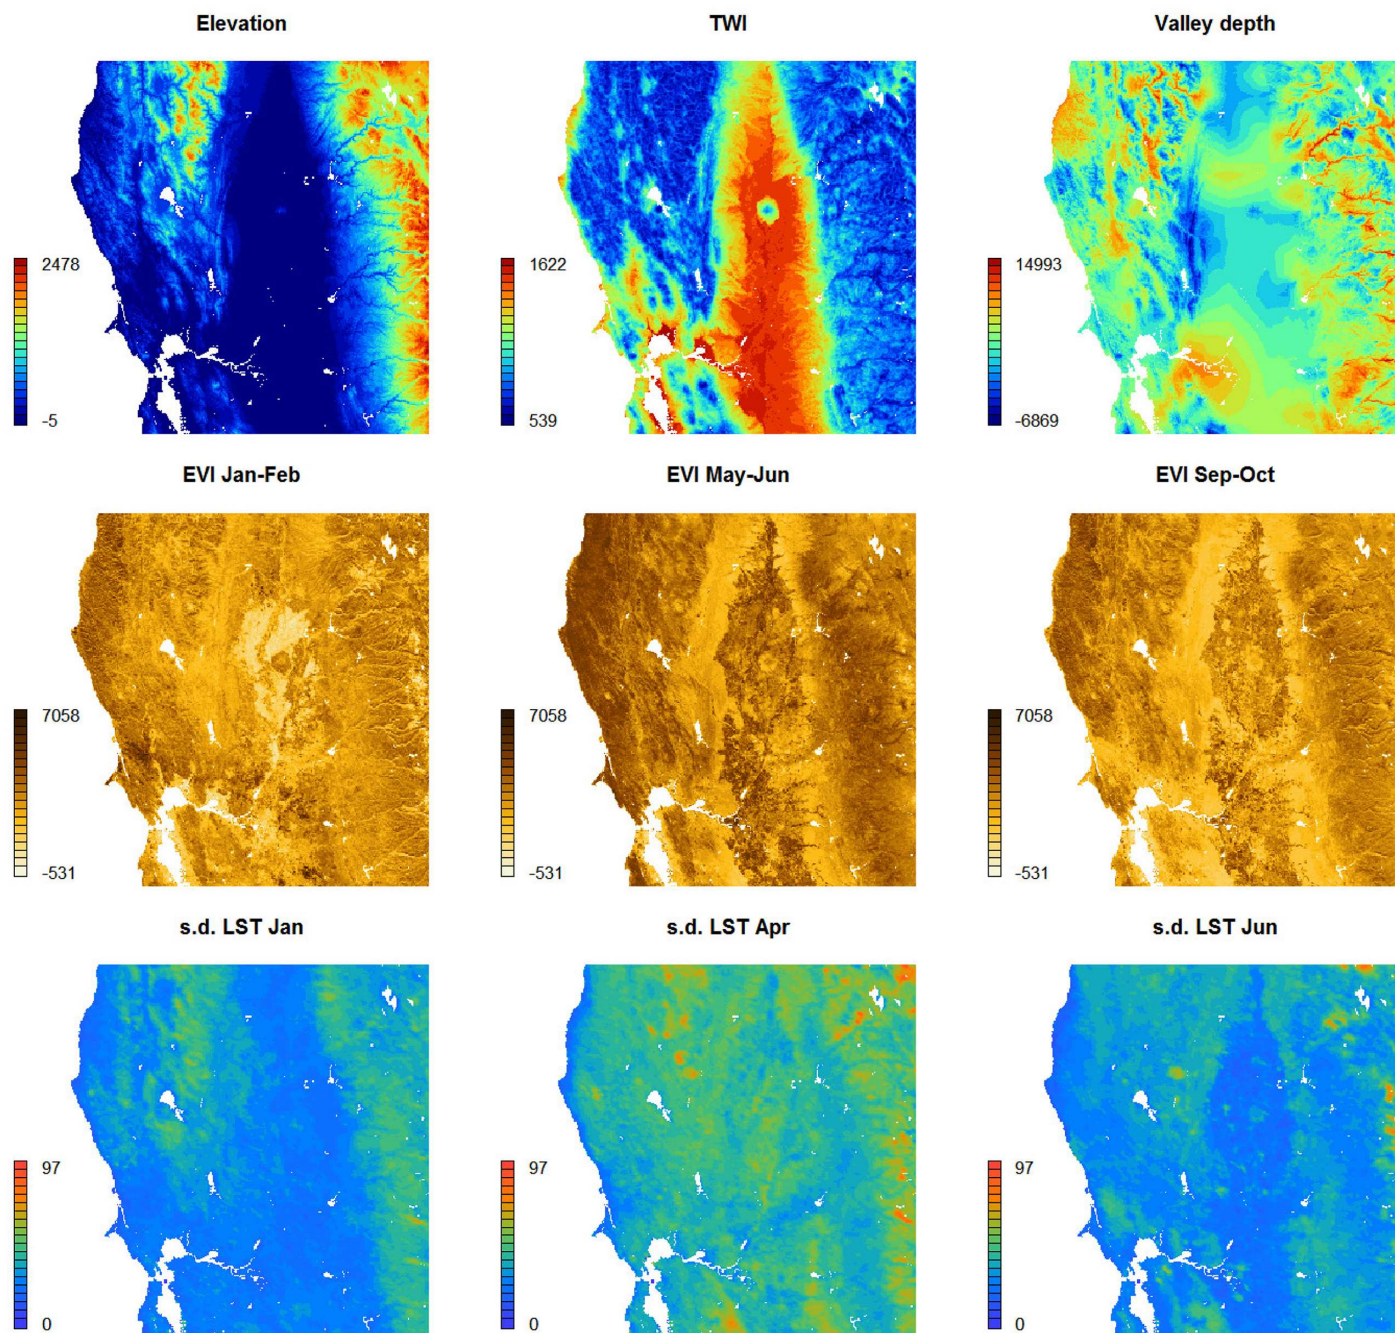 Elevation
TWI
Valley depth
2478
-5
1622
539
14993
-6869
EVI Jan-Feb
EVI May-Jun
EVI Sep-Oct
7058
-531
7058
-531
7058
-531
s.d. LST Jan
s.d. LST Apr
s.d. LST Jun
97
0
97
0
97
0